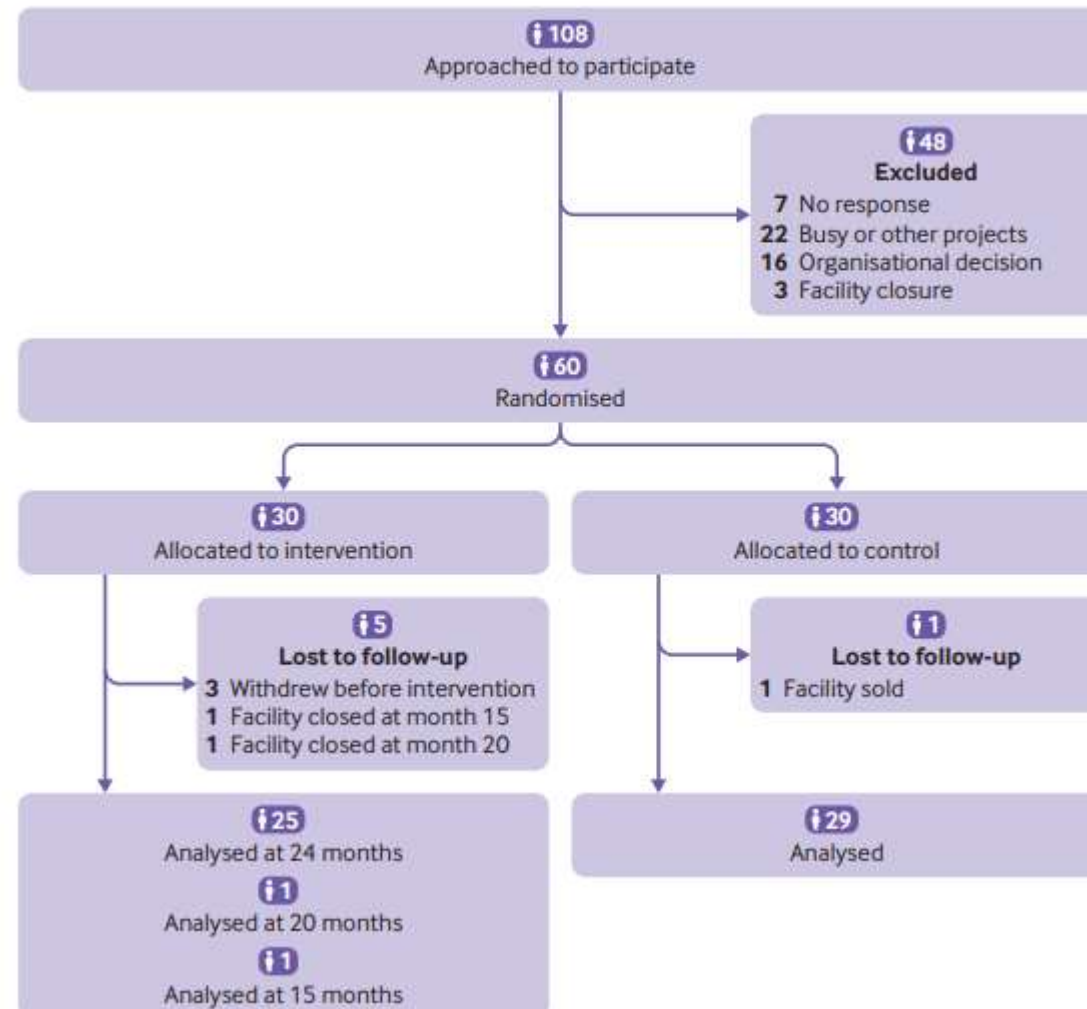 108
Approached to participate
48
Excluded
7 No response
22 Busy or other projects
16 Organisational decision
3 Facility closure
60
Randomised
30
Allocated to intervention
30
Allocated to control
5
Lost to follow-up
3 Withdrew before intervention
1 Facility closed at month 15
1 Facility closed at month 20
1
Lost to follow-up
1 Facility sold
25
Analysed at 24 months
1
Analysed at 20 months
1
Analysed at 15 months
29
Analysed